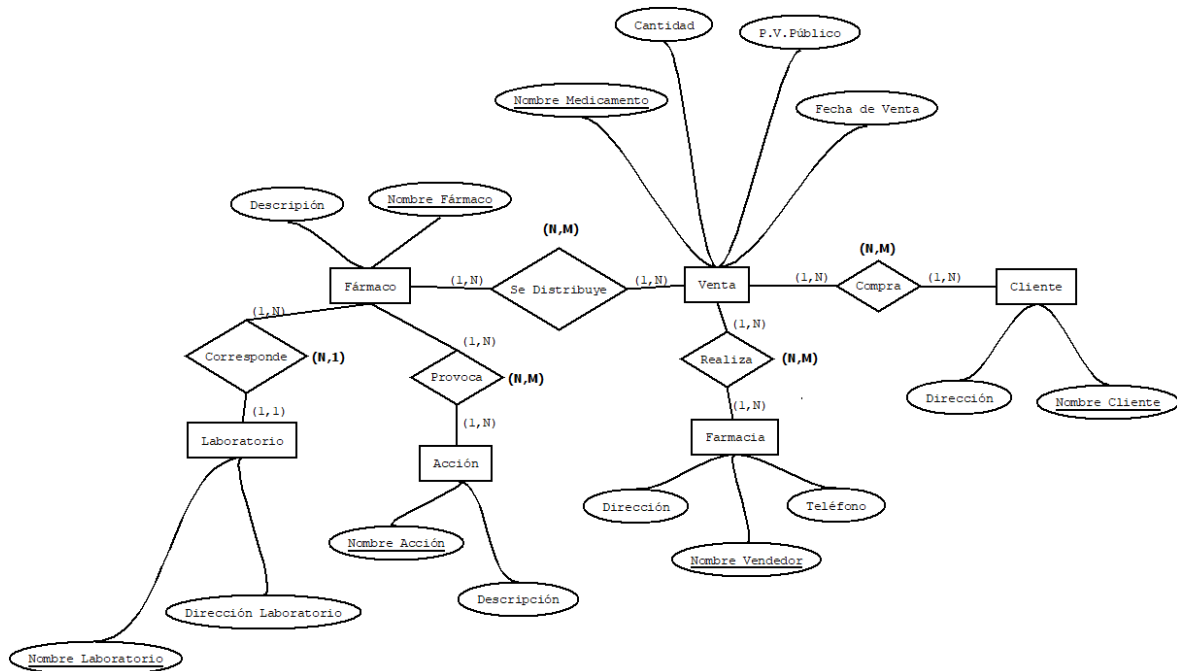 Cantidad
P.V.Público
Nombre Medicamento
Fecha de Venta
Descripión
Nombre Fármaco
(N,M)
(N,M)
Fármaco
(1,N)
Se Distribuye
(1,N)
Venta
(1,N)
Compra
(1,N)
Cliente
(1,N)
(1,N)
(1,N)
Corresponde
(N,1)
Provoca
(N,M)
Realiza
(N,M)
Dirección
Nombre Cliente
(1,1)
(1,N)
(1,N)
Laboratorio
Acción
Farmacia
Dirección
Teléfono
Nombre Acción
Nombre Vendedor
Descripción
Dirección Laboratorio
Nombre Laboratorio